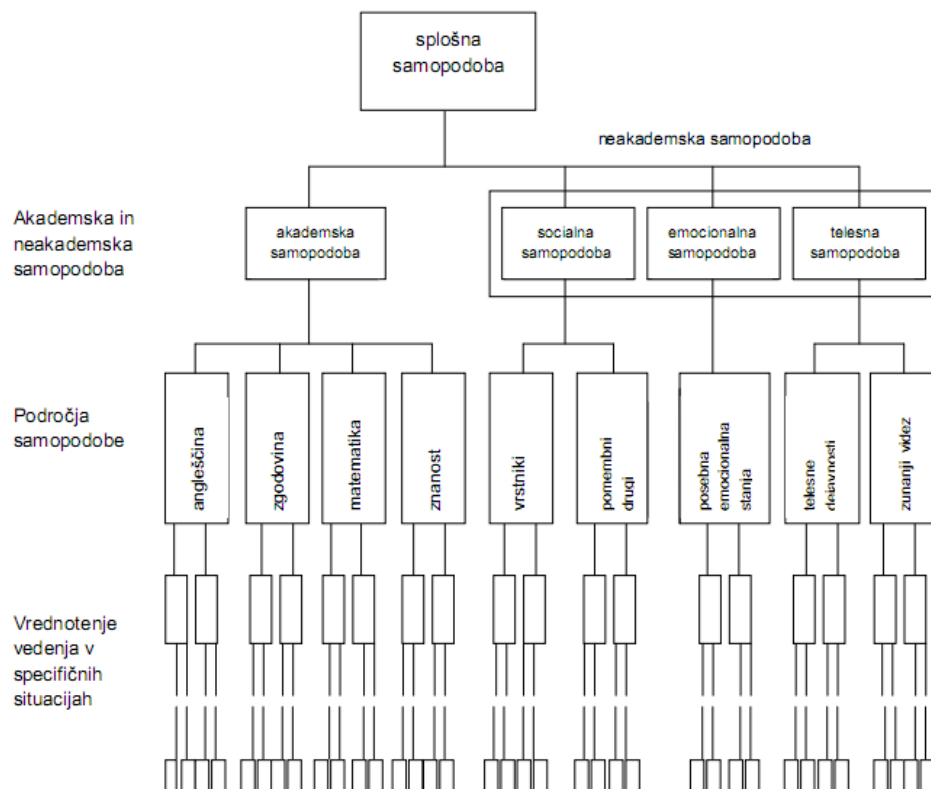 splošna
samopodoba
neakademska samopodoba
Akademska in
neakademska
samopodoba
akademska
samopodoba
socialna
samopodoba
emocionalna
samopodoba
telesna
samopodoba
Področja
samopodobe
angleščina
zgodovina
matematika
znanost
vrstniki
pomembni
drugi
posebna
emocionalna
stanja
telesne
dejavnosti
zunanji videz
Vrednotenje
vedenja v
specifičnih
situacijah